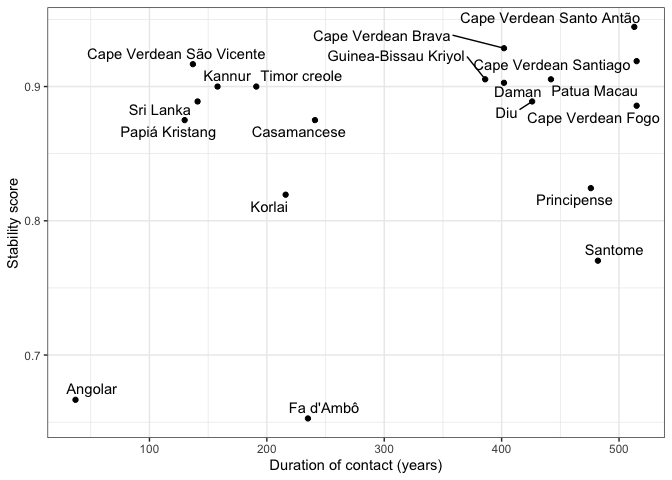 Cape Verdean Santo Antão
Cape Verdean Brava
Cape Verdean São Vicente
Guinea-Bissau Kriyol
Cape Verdean Santiago
Kannur
Timor creole
0.9
Daman
Patua Macau
Sri Lanka
Diu
Cape Verdean Fogo
Papiá Kristang
Casamancese
Principense
Korlai
0.8
Stability score
Santome
0.7
Angolar
Fa d'Ambô
100
200
300
400
500
Duration of contact (years)